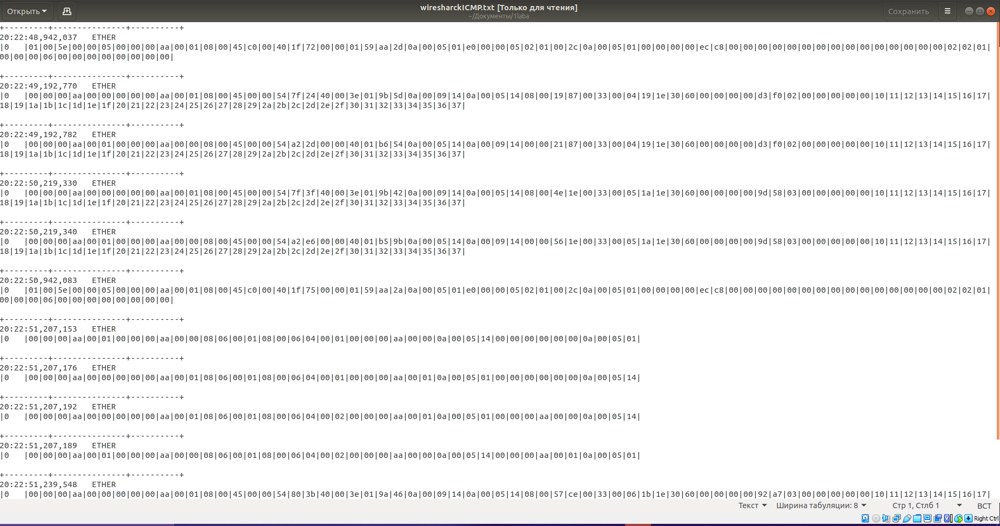 Открыть
wiresharckICMP.txt [Только для чтения]
~/Документы/1laba
Сохранить
+---------+---------------+----------+
20:22:48,942,037   ETHER
|0   |01|00|5e|00|00|05|00|00|00|aa|00|01|08|00|45|c0|00|40|1f|72|00|00|01|59|aa|2d|0a|00|05|01|e0|00|00|05|02|01|00|2c|0a|00|05|01|00|00|00|00|ec|c8|00|00|00|00|00|00|00|00|00|00|00|00|00|00|00|00|02|02|01|
00|00|00|06|00|00|00|00|00|00|00|00|

+---------+---------------+----------+
20:22:49,192,770   ETHER
|0   |00|00|00|aa|00|00|00|00|00|aa|00|01|08|00|45|00|00|54|7f|24|40|00|3e|01|9b|5d|0a|00|09|14|0a|00|05|14|08|00|19|87|00|33|00|04|19|1e|30|60|00|00|00|00|d3|f0|02|00|00|00|00|00|10|11|12|13|14|15|16|17|
18|19|1a|1b|1c|1d|1e|1f|20|21|22|23|24|25|26|27|28|29|2a|2b|2c|2d|2e|2f|30|31|32|33|34|35|36|37|

+---------+---------------+----------+
20:22:49,192,782   ETHER
|0   |00|00|00|aa|00|01|00|00|00|aa|00|00|08|00|45|00|00|54|a2|2d|00|00|40|01|b6|54|0a|00|05|14|0a|00|09|14|00|00|21|87|00|33|00|04|19|1e|30|60|00|00|00|00|d3|f0|02|00|00|00|00|00|10|11|12|13|14|15|16|17|
18|19|1a|1b|1c|1d|1e|1f|20|21|22|23|24|25|26|27|28|29|2a|2b|2c|2d|2e|2f|30|31|32|33|34|35|36|37|

+---------+---------------+----------+
20:22:50,219,330   ETHER
|0   |00|00|00|aa|00|00|00|00|00|aa|00|01|08|00|45|00|00|54|7f|3f|40|00|3e|01|9b|42|0a|00|09|14|0a|00|05|14|08|00|4e|1e|00|33|00|05|1a|1e|30|60|00|00|00|00|9d|58|03|00|00|00|00|00|10|11|12|13|14|15|16|17|
18|19|1a|1b|1c|1d|1e|1f|20|21|22|23|24|25|26|27|28|29|2a|2b|2c|2d|2e|2f|30|31|32|33|34|35|36|37|

+---------+---------------+----------+
20:22:50,219,340   ETHER
|0   |00|00|00|aa|00|01|00|00|00|aa|00|00|08|00|45|00|00|54|a2|e6|00|00|40|01|b5|9b|0a|00|05|14|0a|00|09|14|00|00|56|1e|00|33|00|05|1a|1e|30|60|00|00|00|00|9d|58|03|00|00|00|00|00|10|11|12|13|14|15|16|17|
18|19|1a|1b|1c|1d|1e|1f|20|21|22|23|24|25|26|27|28|29|2a|2b|2c|2d|2e|2f|30|31|32|33|34|35|36|37|

+---------+---------------+----------+
20:22:50,942,083   ETHER
|0   |01|00|5e|00|00|05|00|00|00|aa|00|01|08|00|45|c0|00|40|1f|75|00|00|01|59|aa|2a|0a|00|05|01|e0|00|00|05|02|01|00|2c|0a|00|05|01|00|00|00|00|ec|c8|00|00|00|00|00|00|00|00|00|00|00|00|00|00|00|00|02|02|01|
00|00|00|06|00|00|00|00|00|00|00|00|

+---------+---------------+----------+
20:22:51,207,153   ETHER
|0   |00|00|00|aa|00|01|00|00|00|aa|00|00|08|06|00|01|08|00|06|04|00|01|00|00|00|aa|00|00|0a|00|05|14|00|00|00|00|00|00|0a|00|05|01|

+---------+---------------+----------+
20:22:51,207,176   ETHER
|0   |00|00|00|aa|00|00|00|00|00|aa|00|01|08|06|00|01|08|00|06|04|00|01|00|00|00|aa|00|01|0a|00|05|01|00|00|00|00|00|00|0a|00|05|14|

+---------+---------------+----------+
20:22:51,207,192   ETHER
|0   |00|00|00|aa|00|00|00|00|00|aa|00|01|08|06|00|01|08|00|06|04|00|02|00|00|00|aa|00|01|0a|00|05|01|00|00|00|aa|00|00|0a|00|05|14|

+---------+---------------+----------+
20:22:51,207,189   ETHER
|0   |00|00|00|aa|00|01|00|00|00|aa|00|00|08|06|00|01|08|00|06|04|00|02|00|00|00|aa|00|00|0a|00|05|14|00|00|00|aa|00|01|0a|00|05|01|

+---------+---------------+----------+
20:22:51,239,548   ETHER
|0   |00|00|00|aa|00|00|00|00|00|aa|00|01|08|00|45|00|00|54|80|3b|40|00|3e|01|9a|46|0a|00|09|14|0a|00|05|14|08|00|57|ce|00|33|00|06|1b|1e|30|60|00|00|00|00|92|a7|03|00|00|00|00|00|10|11|12|13|14|15|16|17|
Текст
Ширина табуляции: 8
Стр 1, Стлб 1
ВСТ
Right Ctrl